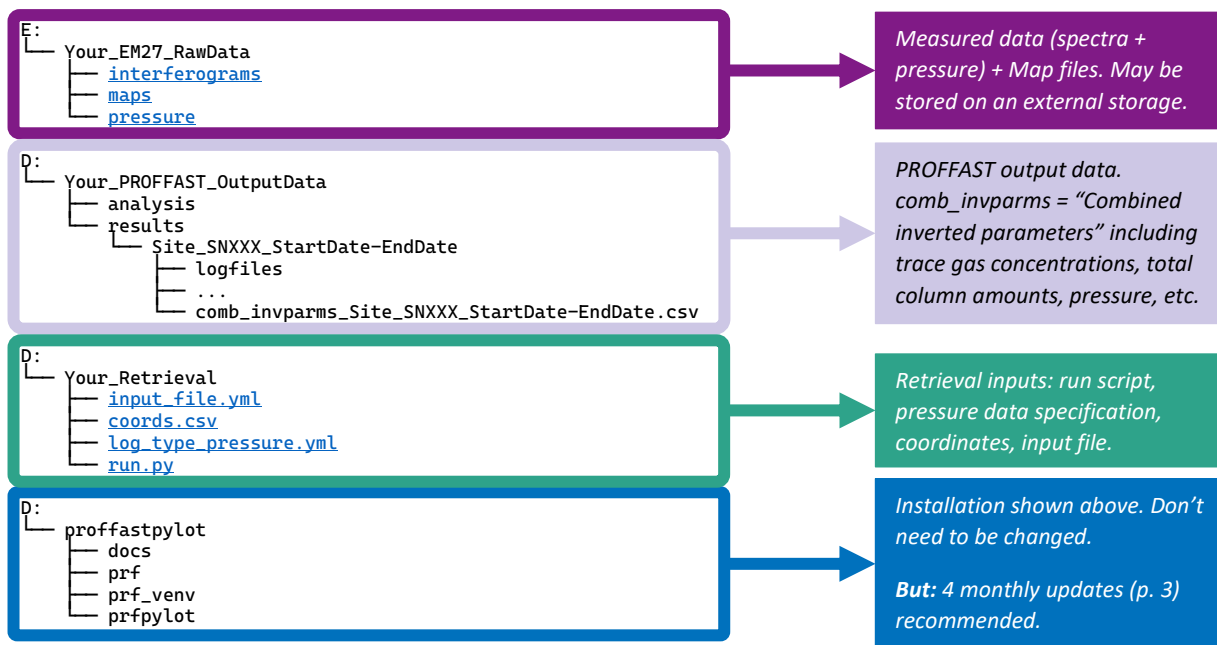 E:
└── Your_EM27_RawData
    ├── interferograms
    ├── maps
    └── pressure
Measured data (spectra +
pressure) + Map files. May be
stored on an external storage.
D:
└── Your_PROFFAST_OutputData
    ├── analysis
    └── results
        └── Site_SNXXX_StartDate-EndDate
            ├── logfiles
            ├── ...
            └── comb_invparms_Site_SNXXX_StartDate-EndDate.csv
PROFFAST output data.
comb_invparms = “Combined
inverted parameters” including
trace gas concentrations, total
column amounts, pressure, etc.
D:
└── Your_Retrieval
    ├── input_file.yml
    ├── coords.csv
    ├── log_type_pressure.yml
    └── run.py
Retrieval inputs: run script,
pressure data specification,
coordinates, input file.
D:
└── proffastpylot
    ├── docs
    ├── prf
    ├── prf_venv
    └── prfpylot
Installation shown above. Don’t
need to be changed.
But: 4 monthly updates (p. 3)
recommended.